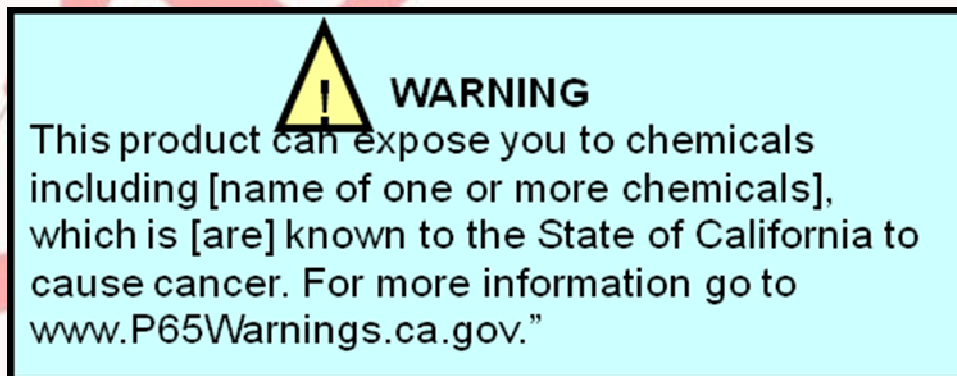 ! WARNING
This product can expose you to chemicals
including [name of one or more chemicals],
which is [are] known to the State of California to
cause cancer. For more information go to
www.P65Warnings.ca.gov.”